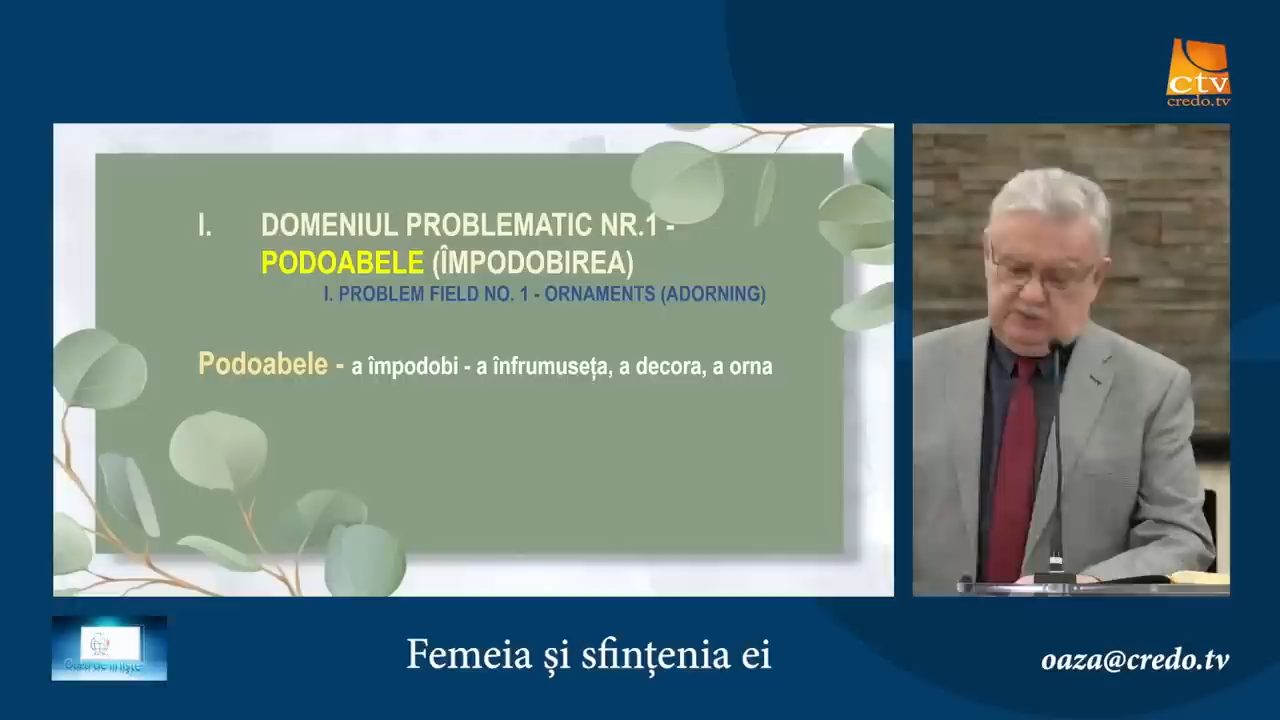 ctv
credo.tv
I. DOMENIUL PROBLEMATIC NR.1 -
PODOABELE (ÎMPODOBIREA)
I. PROBLEM FIELD NO. 1 - ORNAMENTS (ADORNING)
Podoabele - a împodobi - a înfrumuseța, a decora, a orna
Femeia și sfințenia ei
oaza@credo.tv